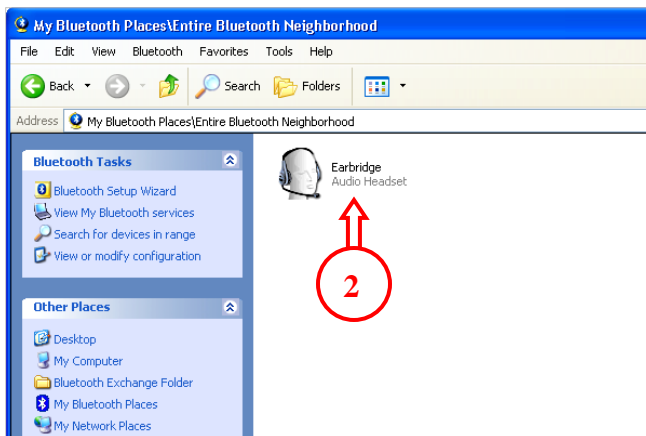 My Bluetooth Places\Entire Bluetooth Neighborhood
File Edit View Bluetooth Favorites Tools Help
Back Search Folders
Address My Bluetooth Places\Entire Bluetooth Neighborhood
Bluetooth Tasks
Bluetooth Setup Wizard
View My Bluetooth services
Search for devices in range
View or modify configuration
Other Places
Desktop
My Computer
Bluetooth Exchange Folder
My Bluetooth Places
My Network Places
Earbridge
Audio Headset
2